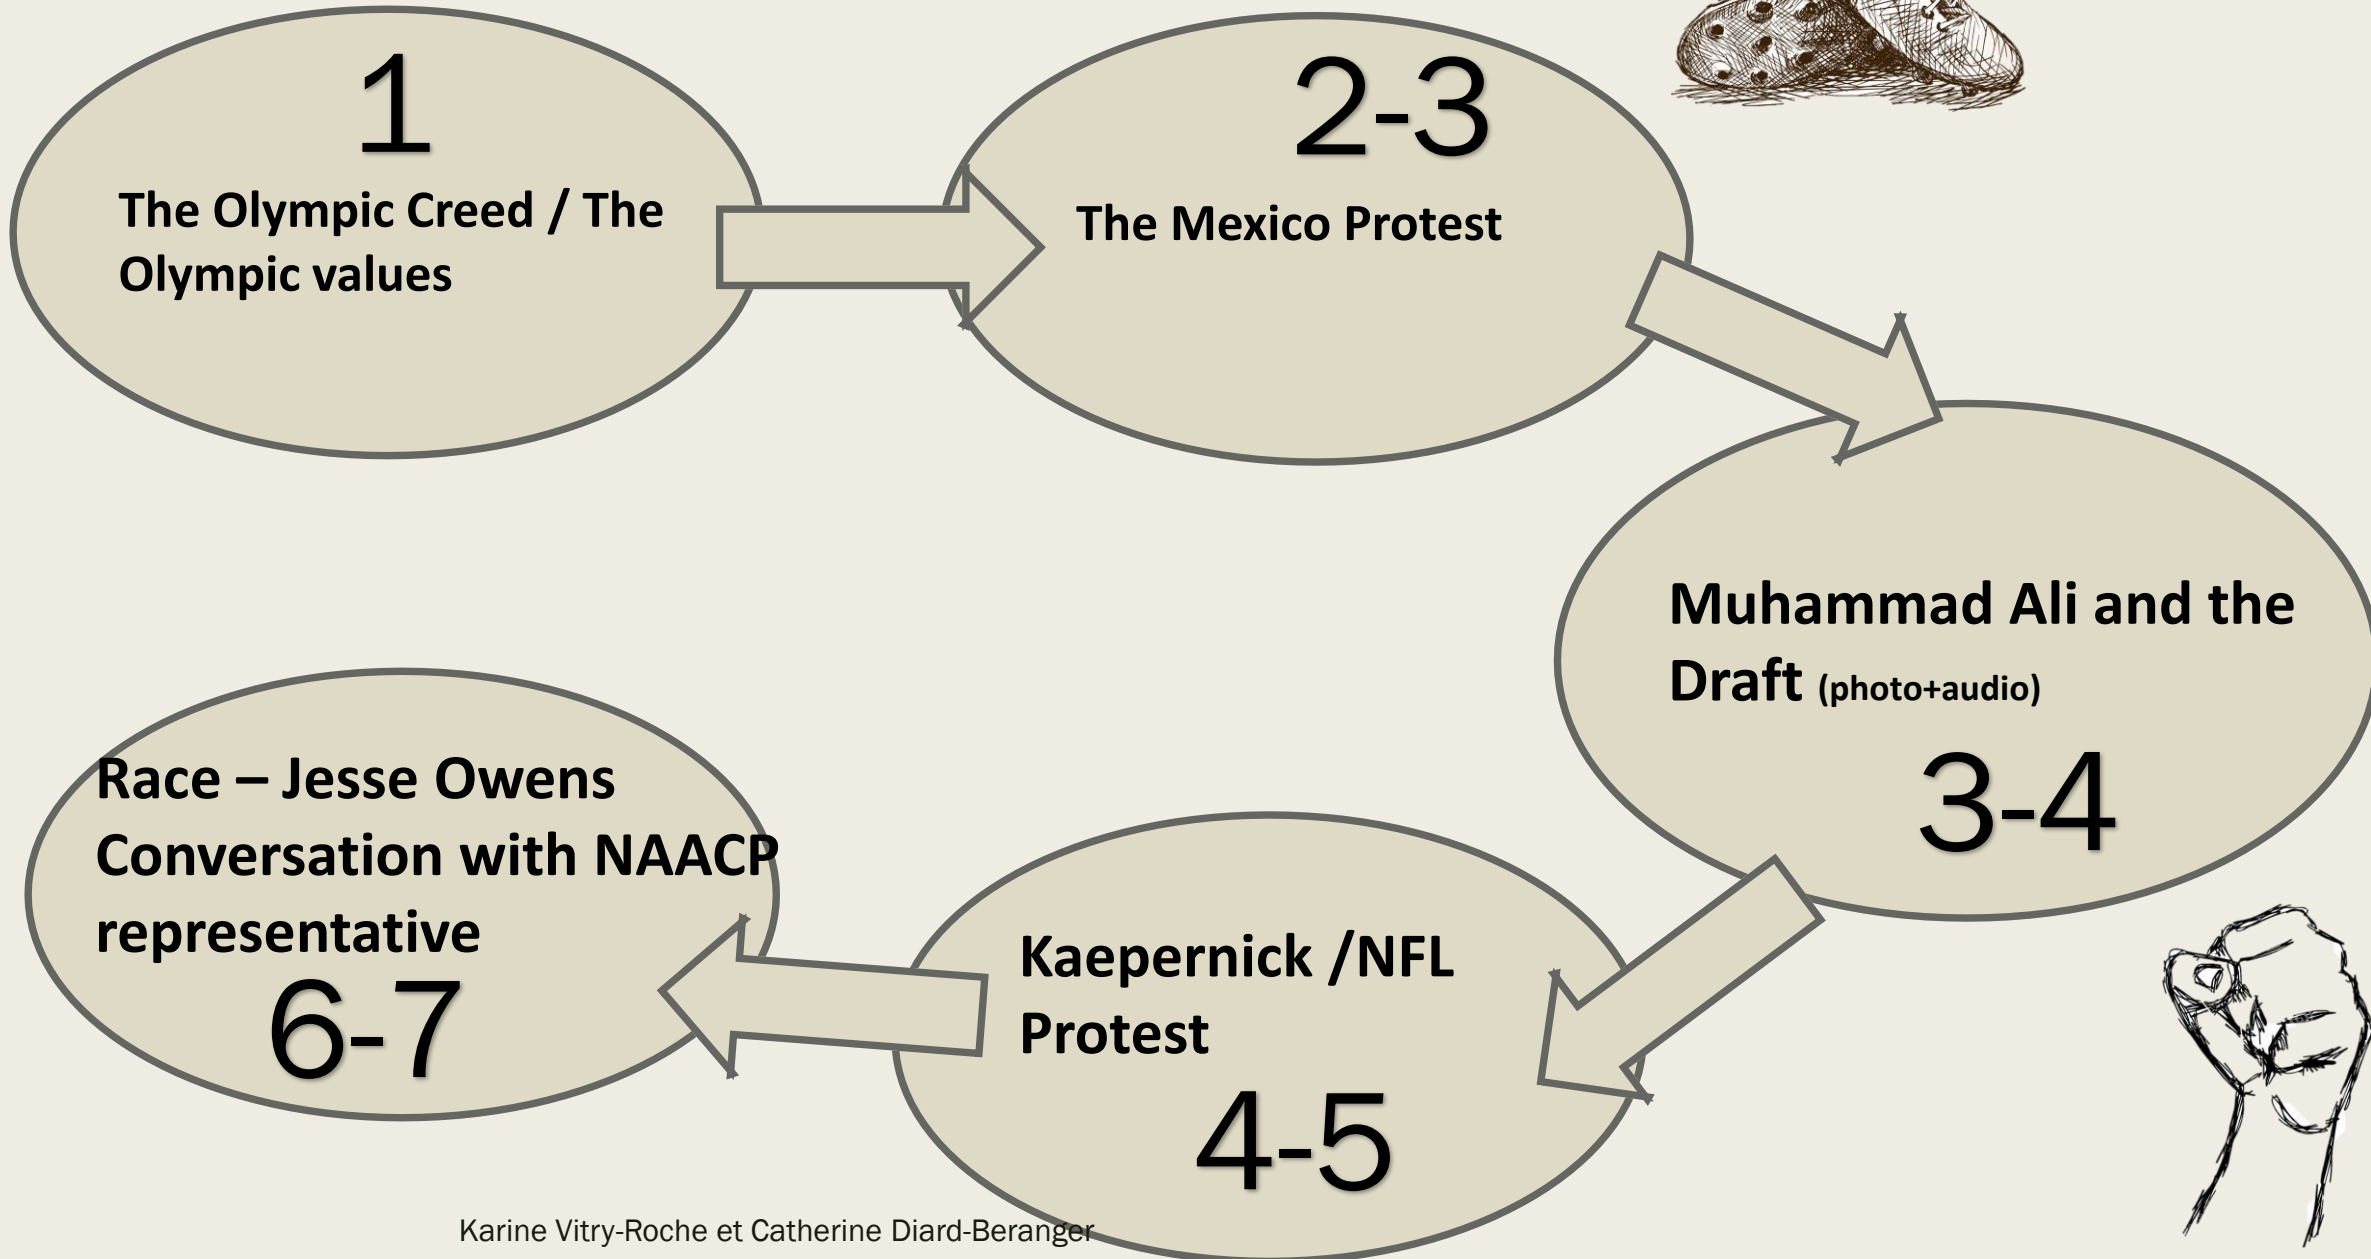 1
The Olympic Creed / The
Olympic values
2-3
The Mexico Protest
Muhammad Ali and the
Draft (photo+audio)
3-4
Kaepernick /NFL
Protest
4-5
Race – Jesse Owens
Conversation with NAACP
representative
6-7
Karine Vitry-Roche et Catherine Diard-Beranger